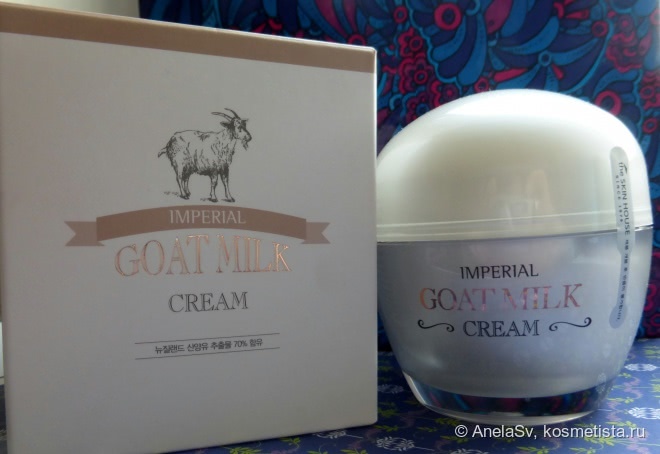 IMPERIAL
GOAT MILK
CREAM
뉴질랜드 산양유 추출물 70% 함유
IMPERIAL
GOAT MILK
CREAM
the SKIN HOUSE
© AnelaSv, kosmetista.ru